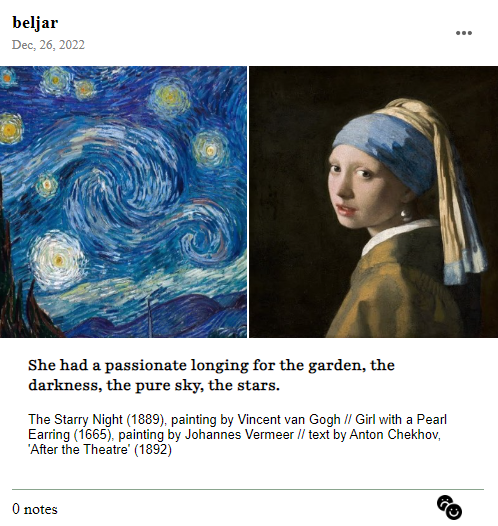 beljar
Dec, 26, 2022
She had a passionate longing for the garden, the
darkness, the pure sky, the stars.
The Starry Night (1889), painting by Vincent van Gogh // Girl with a Pearl
Earring (1665), painting by Johannes Vermeer // text by Anton Chekhov,
'After the Theatre' (1892)
0 notes